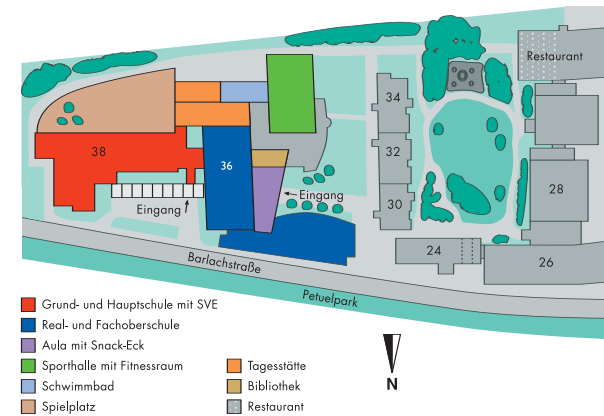 Restaurant
34
38
36
32
28
Eingang
Eingang
30
24
26
Barlachstraße
Petuelpark
Grund- und Hauptschule mit SVE
Real- und Fachoberschule
Aula mit Snack-Eck
Sporthalle mit Fitnessraum
Schwimmbad
Spielplatz
Tagesstätte
Bibliothek
Restaurant
N